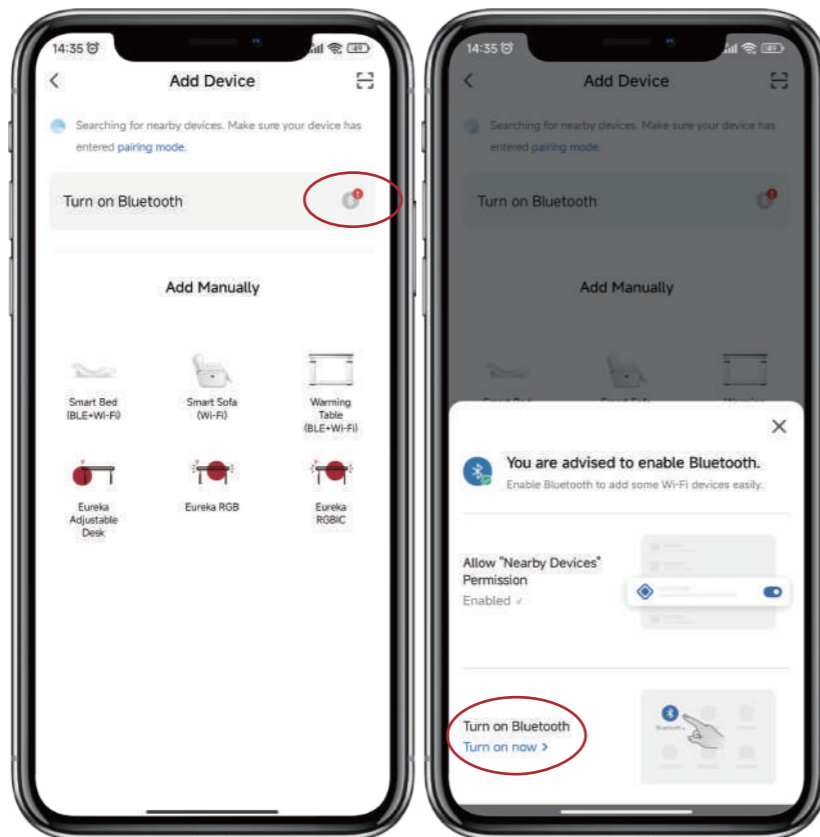 14:35
49
Add Device
Searching for nearby devices. Make sure your device has
entered pairing mode.
Turn on Bluetooth
Add Manually
Smart Bed
(BLE+Wi-Fi)
Smart Sofa
(Wi-Fi)
Warming
Table
(BLE+Wi-Fi)
Eureka
Adjustable
Desk
Eureka RGB
Eureka
RGBIC
14:35
49
Add Device
Searching for nearby devices. Make sure your device has
entered pairing mode.
Turn on Bluetooth
Add Manually
You are advised to enable Bluetooth.
Enable Bluetooth to add some Wi-Fi devices easily.
Allow "Nearby Devices"
Permission
Enabled ✓
Turn on Bluetooth
Turn on now >